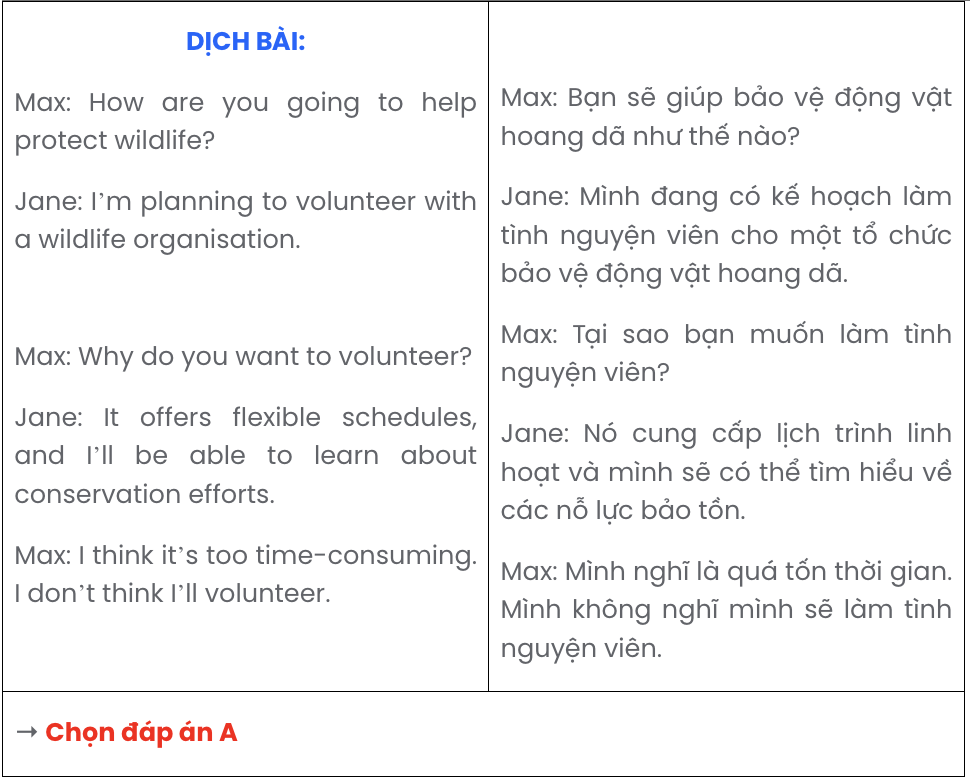 DỊCH BÀI:
Max: How are you going to help
protect wildlife?
Jane: I’m planning to volunteer with
a wildlife organisation.
Max: Why do you want to volunteer?
Jane: It offers flexible schedules,
and I’ll be able to learn about
conservation efforts.
Max: I think it’s too time-consuming.
I don’t think I’ll volunteer.
Max: Bạn sẽ giúp bảo vệ động vật
hoang dã như thế nào?
Jane: Mình đang có kế hoạch làm
tình nguyện viên cho một tổ chức
bảo vệ động vật hoang dã.
Max: Tại sao bạn muốn làm tình
nguyện viên?
Jane: Nó cung cấp lịch trình linh
hoạt và mình sẽ có thể tìm hiểu về
các nỗ lực bảo tồn.
Max: Mình nghĩ là quá tốn thời gian.
Mình không nghĩ mình sẽ làm tình
nguyện viên.
→ Chọn đáp án A